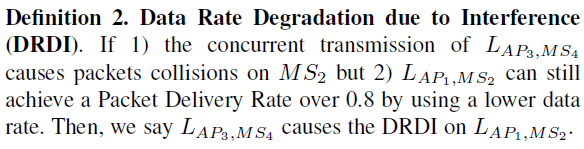 Definition 2. Data Rate Degradation due to Interference
(DRDI). If 1) the concurrent transmission of L_{AP_3,MS_4}
causes packets collisions on MS_2 but 2) L_{AP_1,MS_2} can still
achieve a Packet Delivery Rate over 0.8 by using a lower data
rate. Then, we say L_{AP_3,MS_4} causes the DRDI on L_{AP_1,MS_2}.